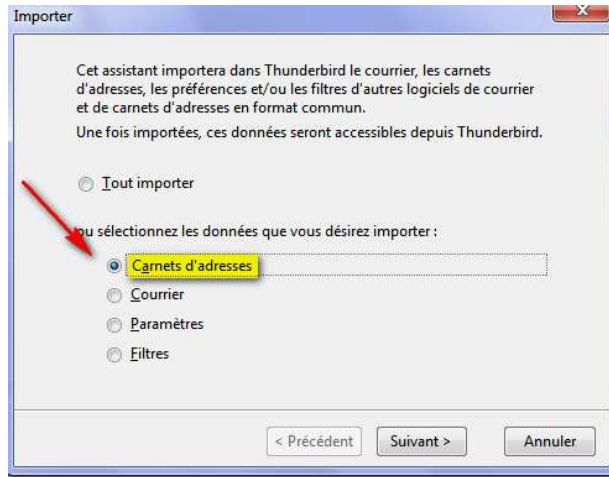 Importer
Cet assistant importera dans Thunderbird le courrier, les carnets
d'adresses, les préférences et/ou les filtres d'autres logiciels de courrier
et de carnets d'adresses en format commun.
Une fois importées, ces données seront accessibles depuis Thunderbird.
Tout importer
ou sélectionnez les données que vous désirez importer :
Carnets d'adresses
Courrier
Paramètres
Filtres
< Précédent Suivant > Annuler